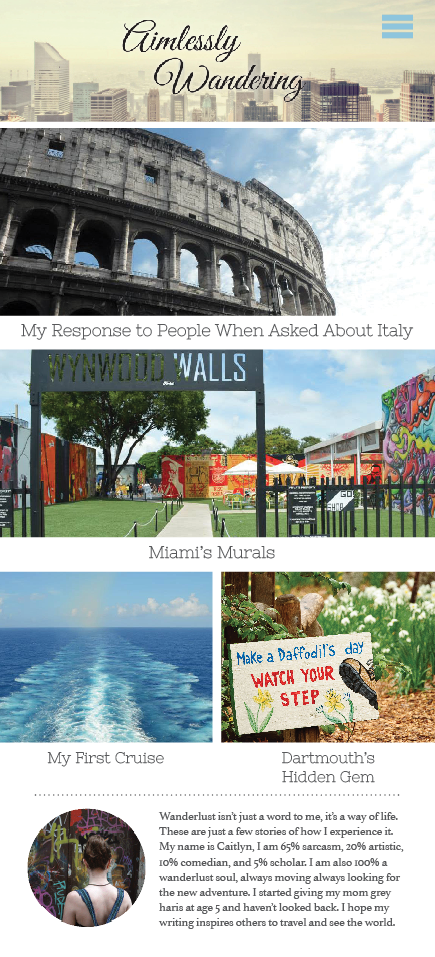 Aimlessly
Wandering
My Response to People When Asked About Italy
WYNWOOD WALLS
Miami's Murals
Make a Daffodil's day
WATCH YOUR
STEP
My First Cruise
Dartmouth's
Hidden Gem
Wanderlust isn't just a word to me, it's a way of life.
These are just a few stories of how I experience it.
My name is Caitlyn, I am 65% sarcasm, 20% artistic,
10% comedian, and 5% scholar. I am also 100% a
wanderlust soul, always moving always looking for
the new adventure. I started giving my mom grey
haris at age 5 and haven't looked back. I hope my
writing inspires others to travel and see the world.